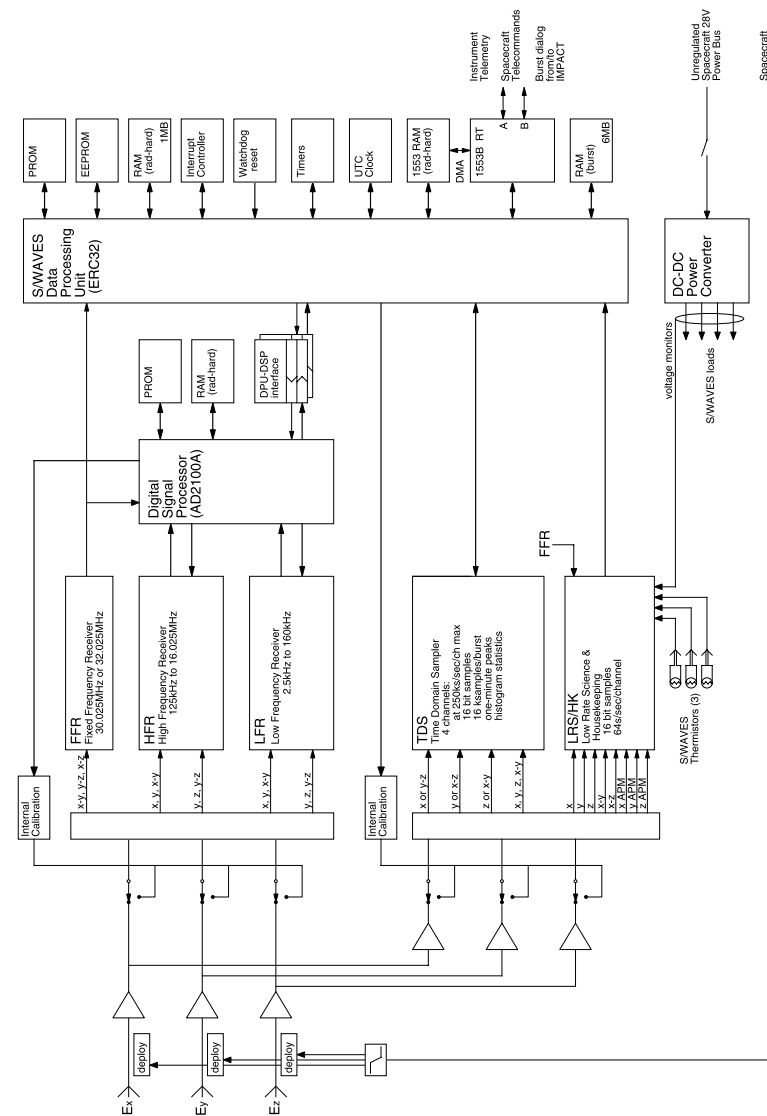 Ex
Ey
Ez
deploy
deploy
deploy
Internal
Calibration
x-y, y-z, x-z
x, y, x-y
y, z, y-z
x, y, x-y
y, z, y-z
FFR
Fixed Frequency Receiver
30.025MHz or 32.025MHz
HFR
High Frequency Receiver
125kHz to 16.025MHz
LFR
Low Frequency Receiver
2.5kHz to 160kHz
Digital
Signal
Processor
(AD2100A)
PROM
RAM
(rad-hard)
DPU-DSP
interface
Internal
Calibration
x or y-z
y or x-z
z or x-y
x, y, z, x-y
TDS
Time Domain Sampler
4 channels:
at 250ks/sec/ch max
16 bit samples
16 ksamples/burst
one-minute peaks
histogram statistics
x
y
z
x-y
x-z
x APM
y APM
z APM
FFR
LRS/HK
Low Rate Science &
Housekeeping
16 bit samples
64s/sec/channel
S/WAVES
Thermistors (3)
S/WAVES
Data
Processing
Unit
(ERC32)
PROM
EEPROM
RAM
(rad-hard)
1MB
Interrupt
Controller
Watchdog
reset
Timers
UTC
Clock
1553 RAM
(rad-hard)
DMA
1553B RT
A
B
RAM
(burst)
6MB
Instrument
Telemetry
Spacecraft
Telecommands
Burst dialog
from/to
IMPACT
DC-DC
Power
Converter
voltage monitors
S/WAVES loads
Unregulated
Spacecraft 28V
Power Bus
Spacecraft